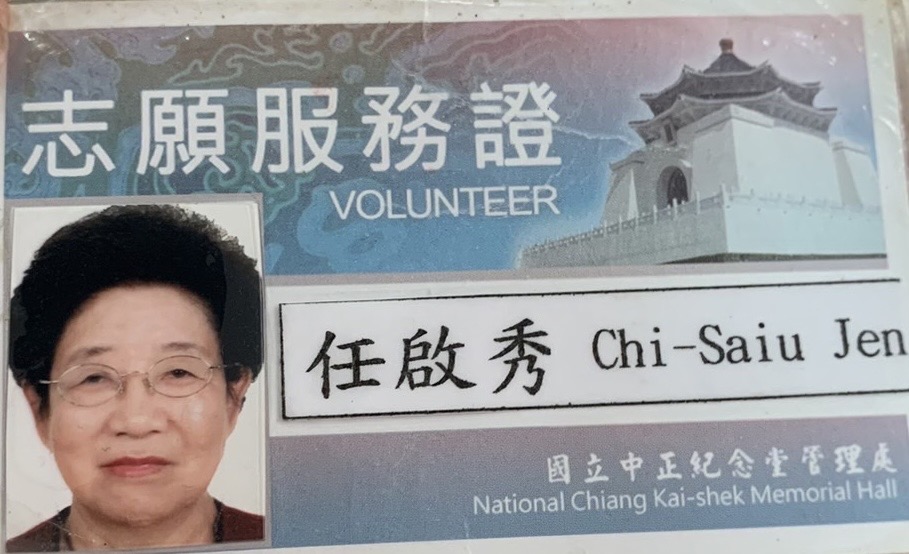 志願服務證
VOLUNTEER
任啟秀 Chi-Saiu Jen
國立中正紀念堂管理處
National Chiang Kai-shek Memorial Hall